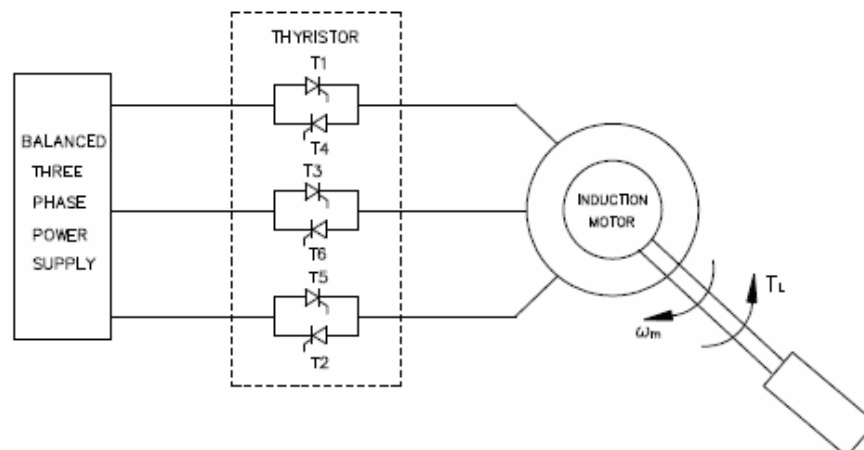 THYRISTOR
T1
T4
T3
T6
T5
T2
BALANCED
THREE
PHASE
POWER
SUPPLY
INDUCTION
MOTOR
TL
ωm